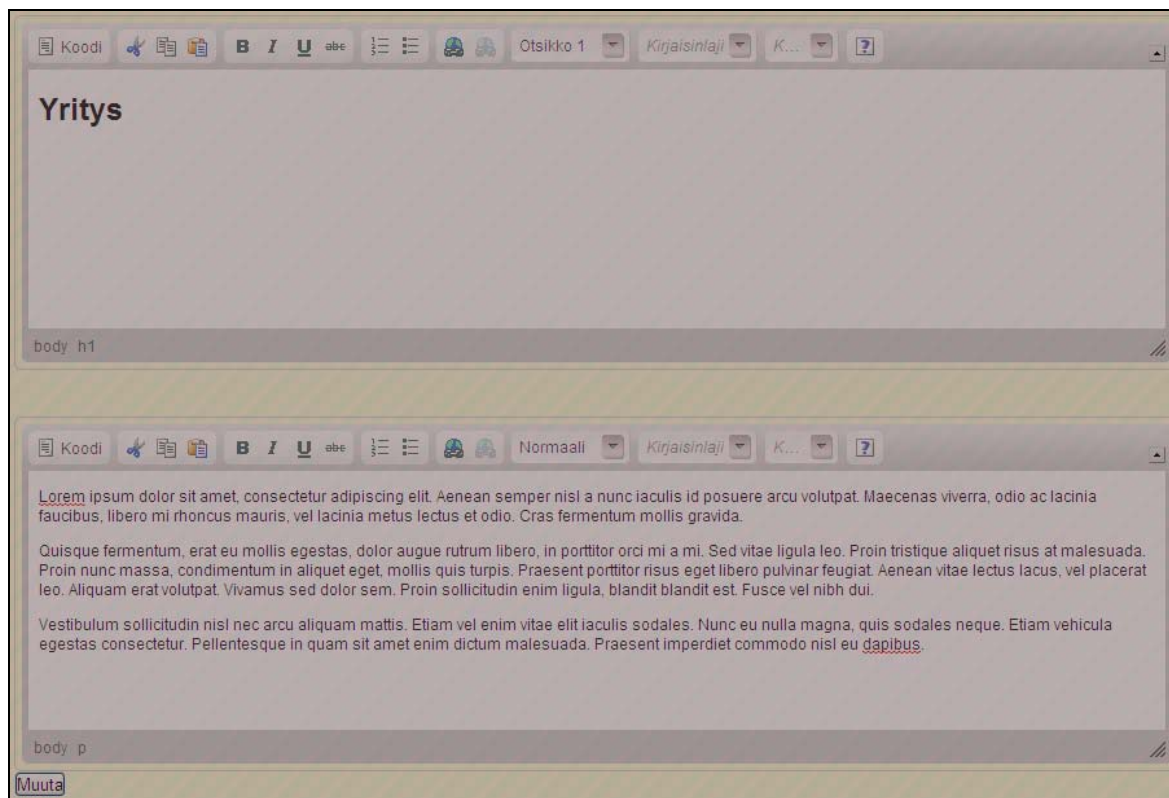 Koodi B I U abc Otsikko 1 Kirjaisinlaji K... ?
Yritys
body h1
Koodi B I U abc Normaali Kirjaisinlaji K... ?
Lorem ipsum dolor sit amet, consectetur adipiscing elit. Aenean semper nisl a nunc iaculis id posuere arcu volutpat. Maecenas viverra, odio ac lacinia
faucibus, libero mi rhoncus mauris, vel lacinia metus lectus et odio. Cras fermentum mollis gravida.
Quisque fermentum, erat eu mollis egestas, dolor augue rutrum libero, in porttitor orci mi a mi. Sed vitae ligula leo. Proin tristique aliquet risus at malesuada.
Proin nunc massa, condimentum in aliquet eget, mollis quis turpis. Praesent porttitor risus eget libero pulvinar feugiat. Aenean vitae lectus lacus, vel placerat
leo. Aliquam erat volutpat. Vivamus sed dolor sem. Proin sollicitudin enim ligula, blandit blandit est. Fusce vel nibh dui.
Vestibulum sollicitudin nisl nec arcu aliquam mattis. Etiam vel enim vitae elit iaculis sodales. Nunc eu nulla magna, quis sodales neque. Etiam vehicula
egestas consectetur. Pellentesque in quam sit amet enim dictum malesuada. Praesent imperdiet commodo nisl eu dapibus.
body p
Muuta